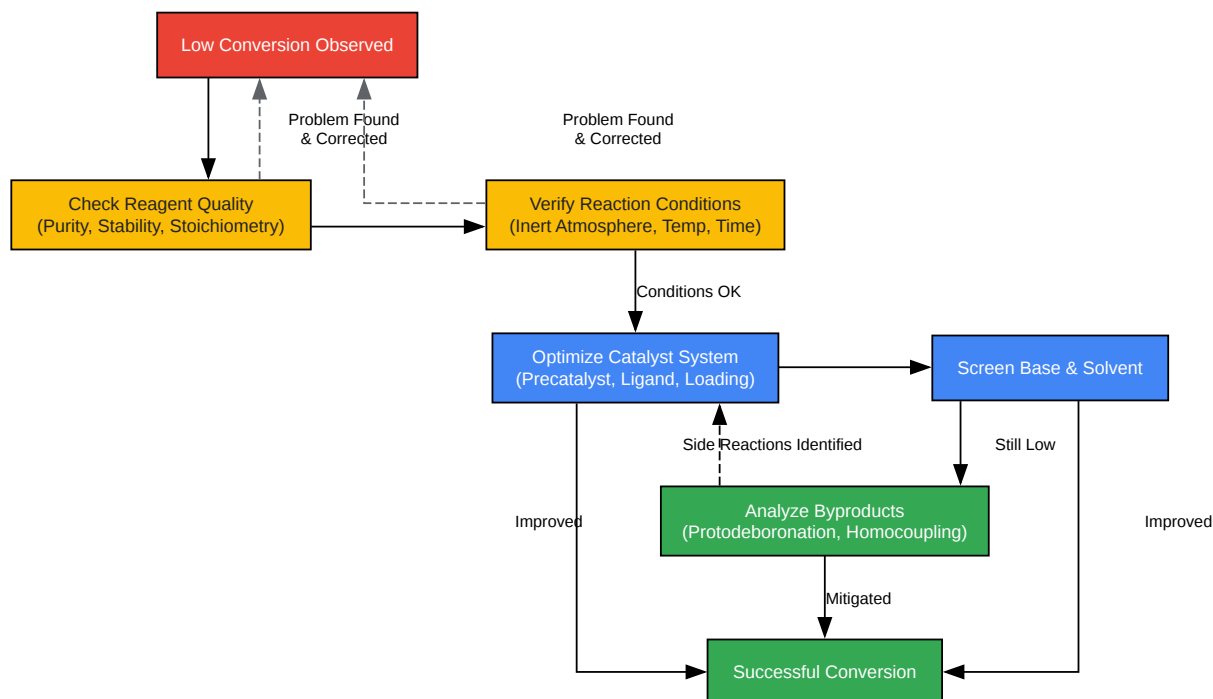 Low Conversion Observed
Problem Found
& Corrected
Problem Found
& Corrected
Check Reagent Quality
(Purity, Stability, Stoichiometry)
Verify Reaction Conditions
(Inert Atmosphere, Temp, Time)
Conditions OK
Optimize Catalyst System
(Precatalyst, Ligand, Loading)
Screen Base & Solvent
Side Reactions Identified
Still Low
Analyze Byproducts
(Protodeboronation, Homocoupling)
Improved
Improved
Mitigated
Successful Conversion